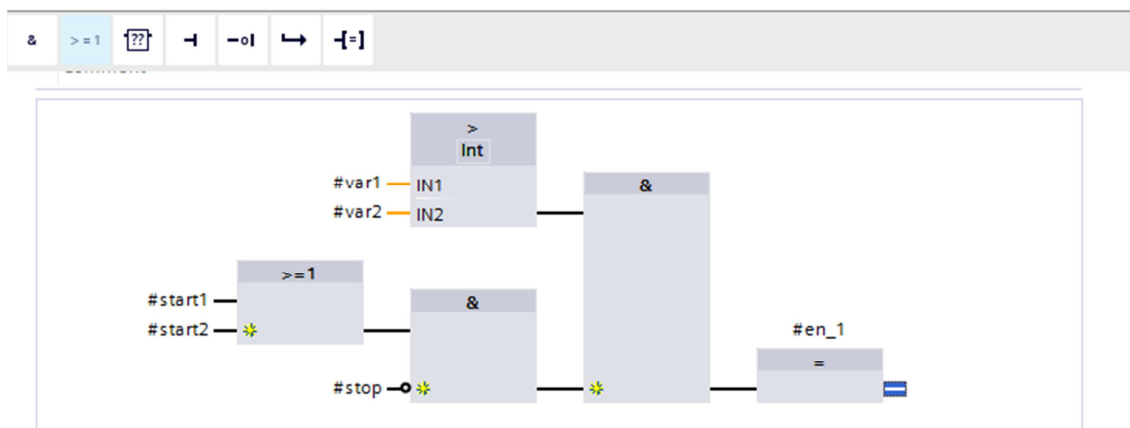 & >=1 ?? =
>
Int
#var1 IN1
#var2 IN2
&
>=1
#start1
#start2
&
#stop
#en_1
=